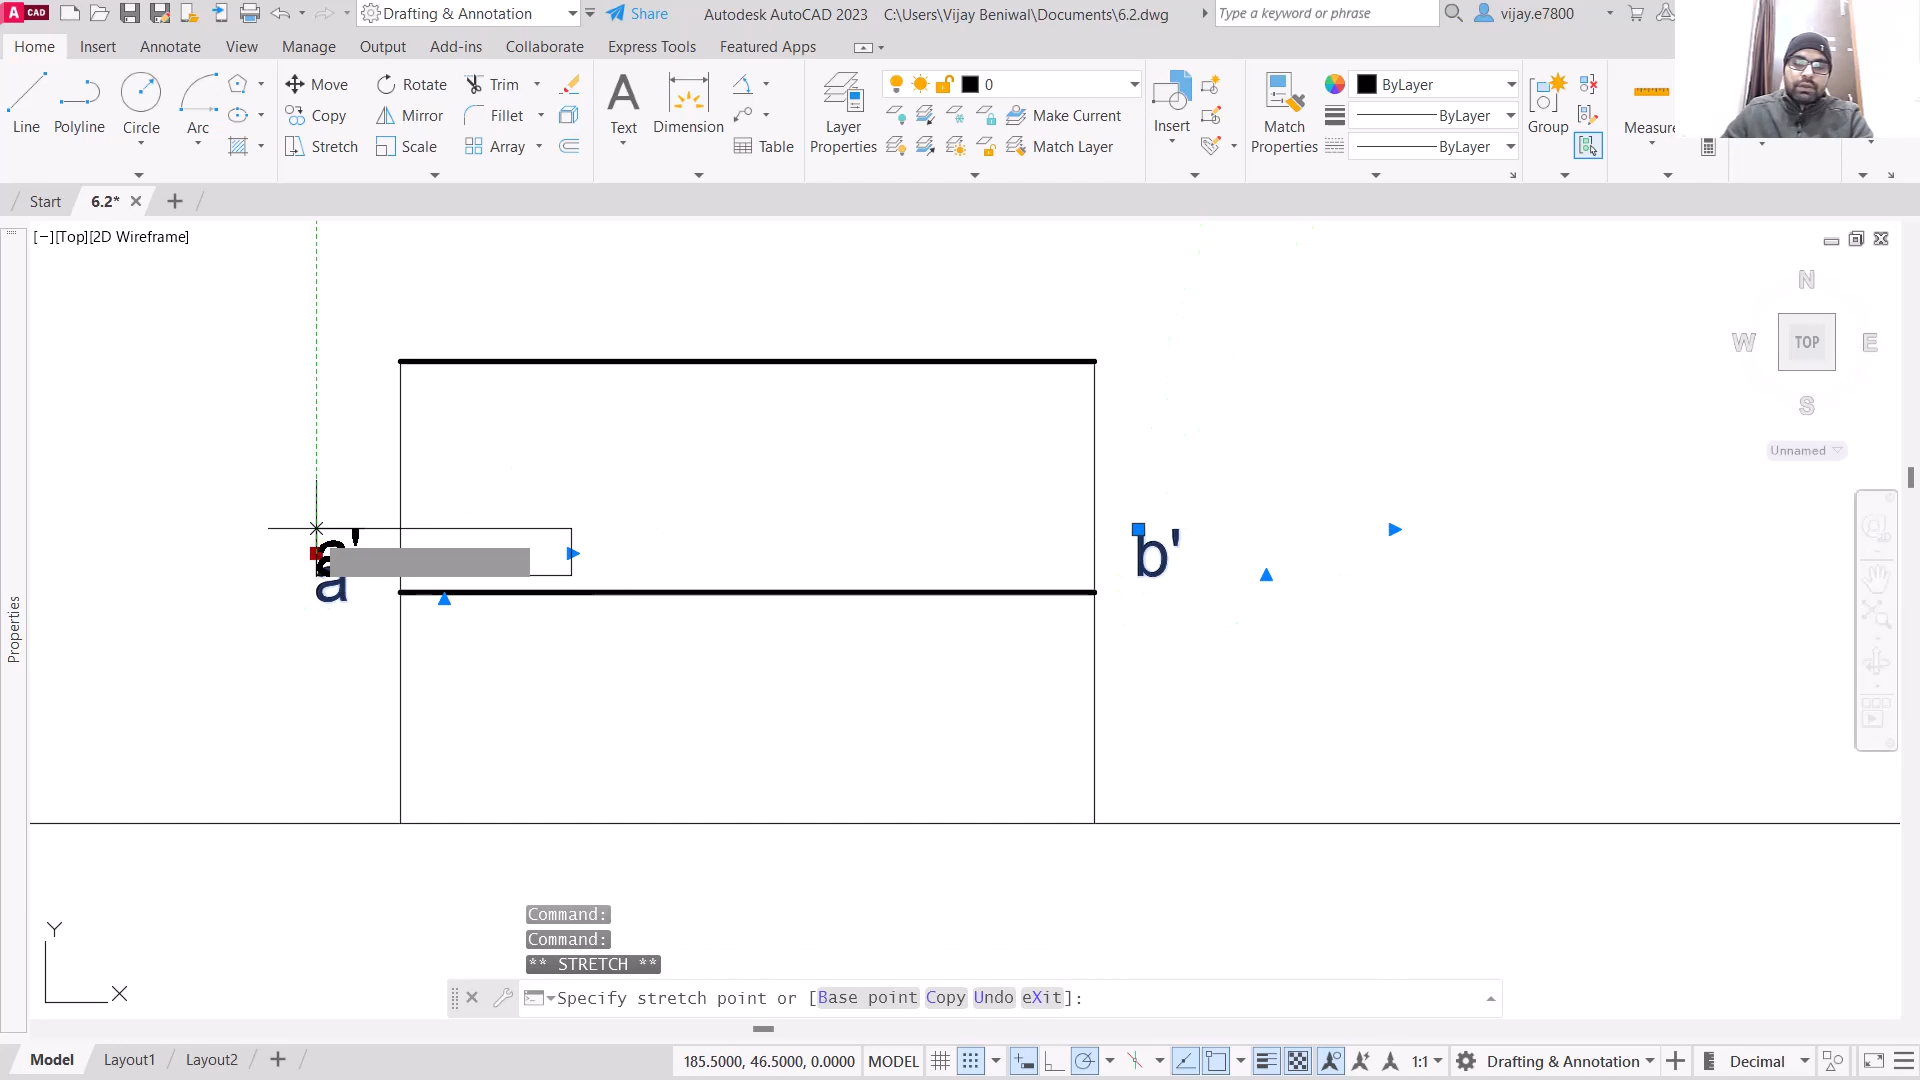 A CAD Drafting & Annotation Share Autodesk AutoCAD 2023 C:\Users\Vijay Beniwal\Documents\6.2.dwg Type a keyword or phrase vijay.e7800
Home Insert Annotate View Manage Output Add-ins Collaborate Express Tools Featured Apps
Line Polyline Circle Arc
Move Rotate Trim
Copy Mirror Fillet
Stretch Scale Array
Text Dimension Table
Layer Properties
0
Make Current
Match Layer
Insert
Match Properties
ByLayer
ByLayer
ByLayer
Group
Measure
Start 6.2*
[−][Top][2D Wireframe]
N
W TOP E
S
Unnamed
Properties
a'
a
b'
Y
X
Command:
Command:
** STRETCH **
Specify stretch point or [Base point Copy Undo eXit]:
Model Layout1 Layout2 185.5000, 46.5000, 0.0000 MODEL 1:1 Drafting & Annotation Decimal